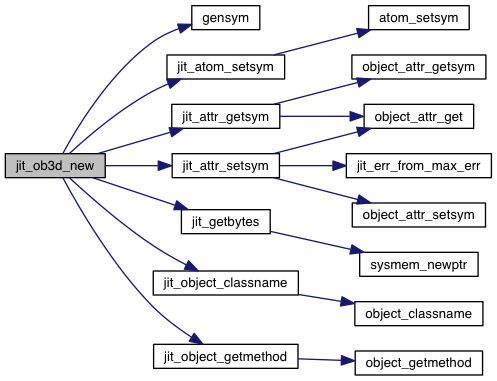 gensym
atom_setsym
jit_atom_setsym
object_attr_getsym
jit_attr_getsym
object_attr_get
jit_ob3d_new
jit_attr_setsym
jit_err_from_max_err
object_attr_setsym
jit_getbytes
sysmem_newptr
jit_object_classname
object_classname
jit_object_getmethod
object_getmethod